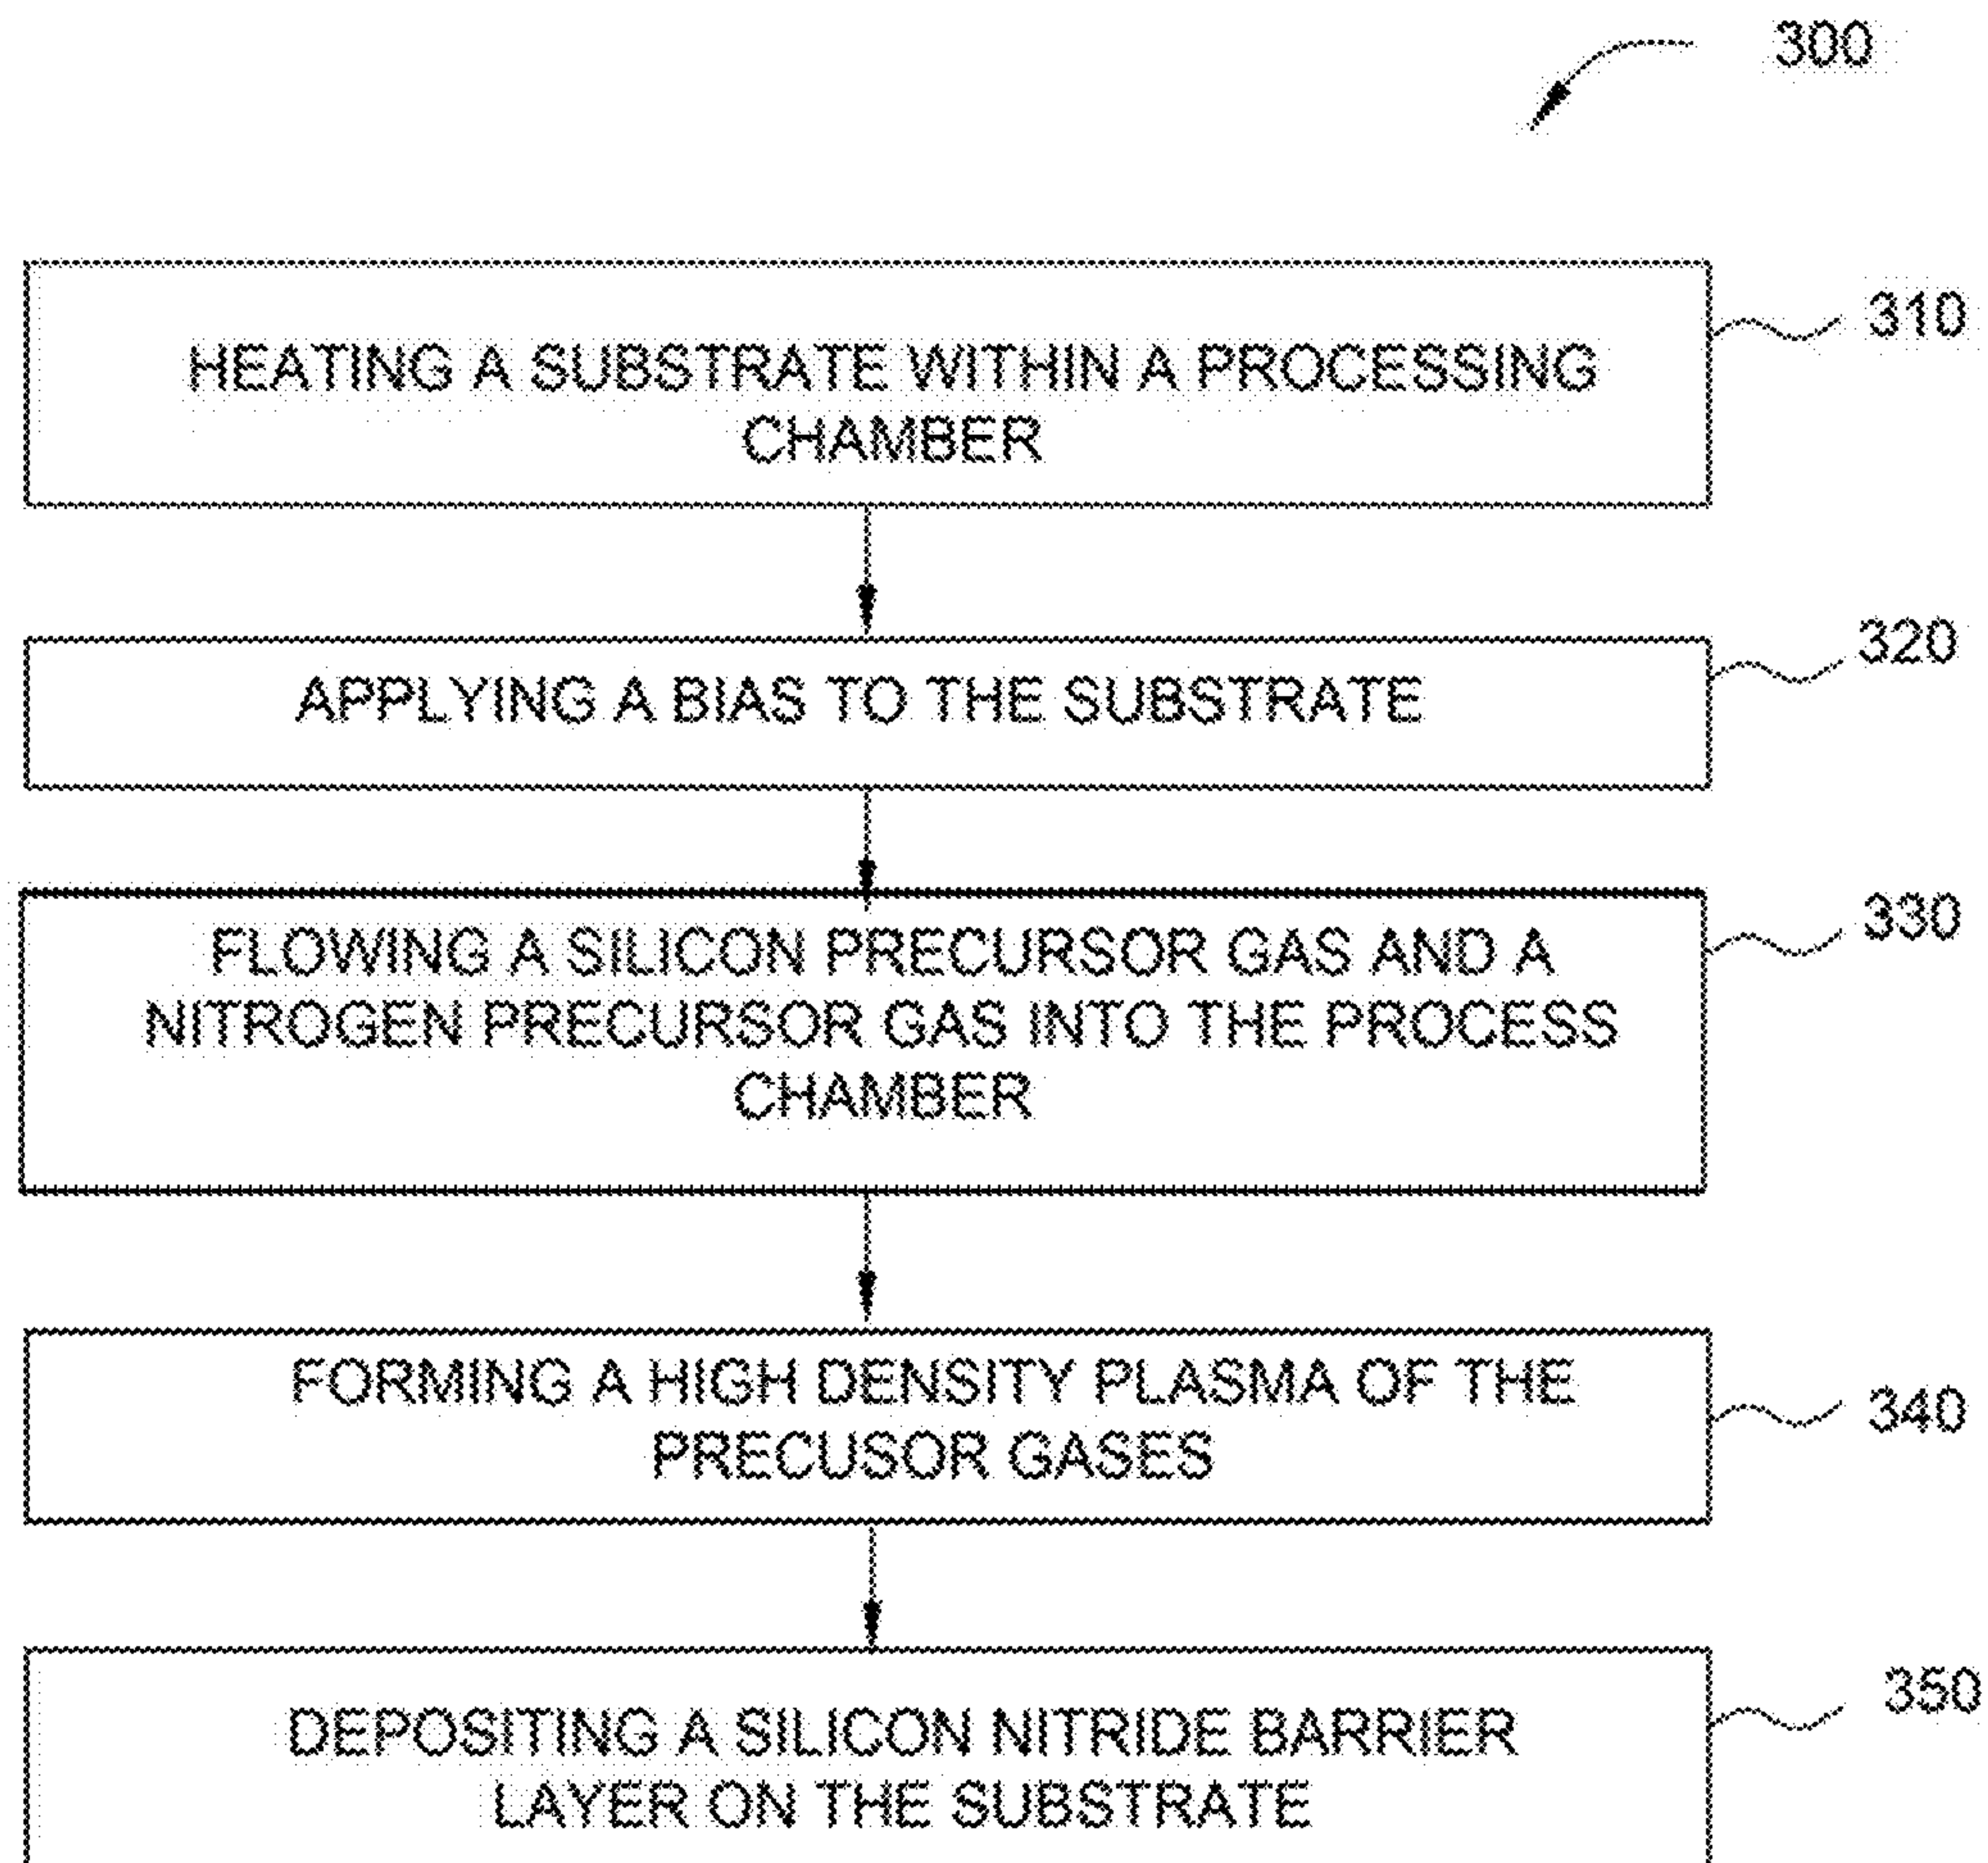 300
HEATING A SUBSTRATE WITHIN A PROCESSING
CHAMBER
310
APPLYING A BIAS TO THE SUBSTRATE
320
FLOWING A SILICON PRECURSOR GAS AND A
NITROGEN PRECURSOR GAS INTO THE PROCESS
CHAMBER
330
FORMING A HIGH DENSITY PLASMA OF THE
PRECUSOR GASES
340
DEPOSITING A SILICON NITRIDE BARRIER
LAYER ON THE SUBSTRATE
350